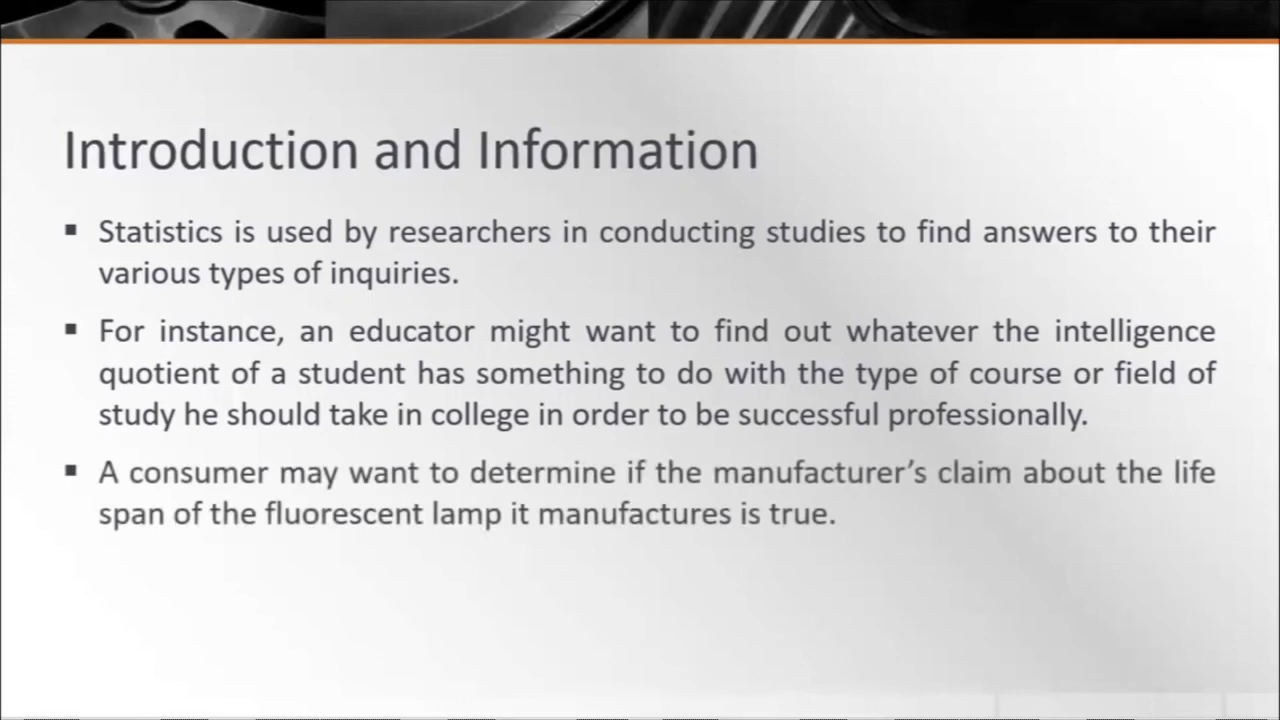 Introduction and Information
▪ Statistics is used by researchers in conducting studies to find answers to their
various types of inquiries.
▪ For instance, an educator might want to find out whatever the intelligence
quotient of a student has something to do with the type of course or field of
study he should take in college in order to be successful professionally.
▪ A consumer may want to determine if the manufacturer’s claim about the life
span of the fluorescent lamp it manufactures is true.